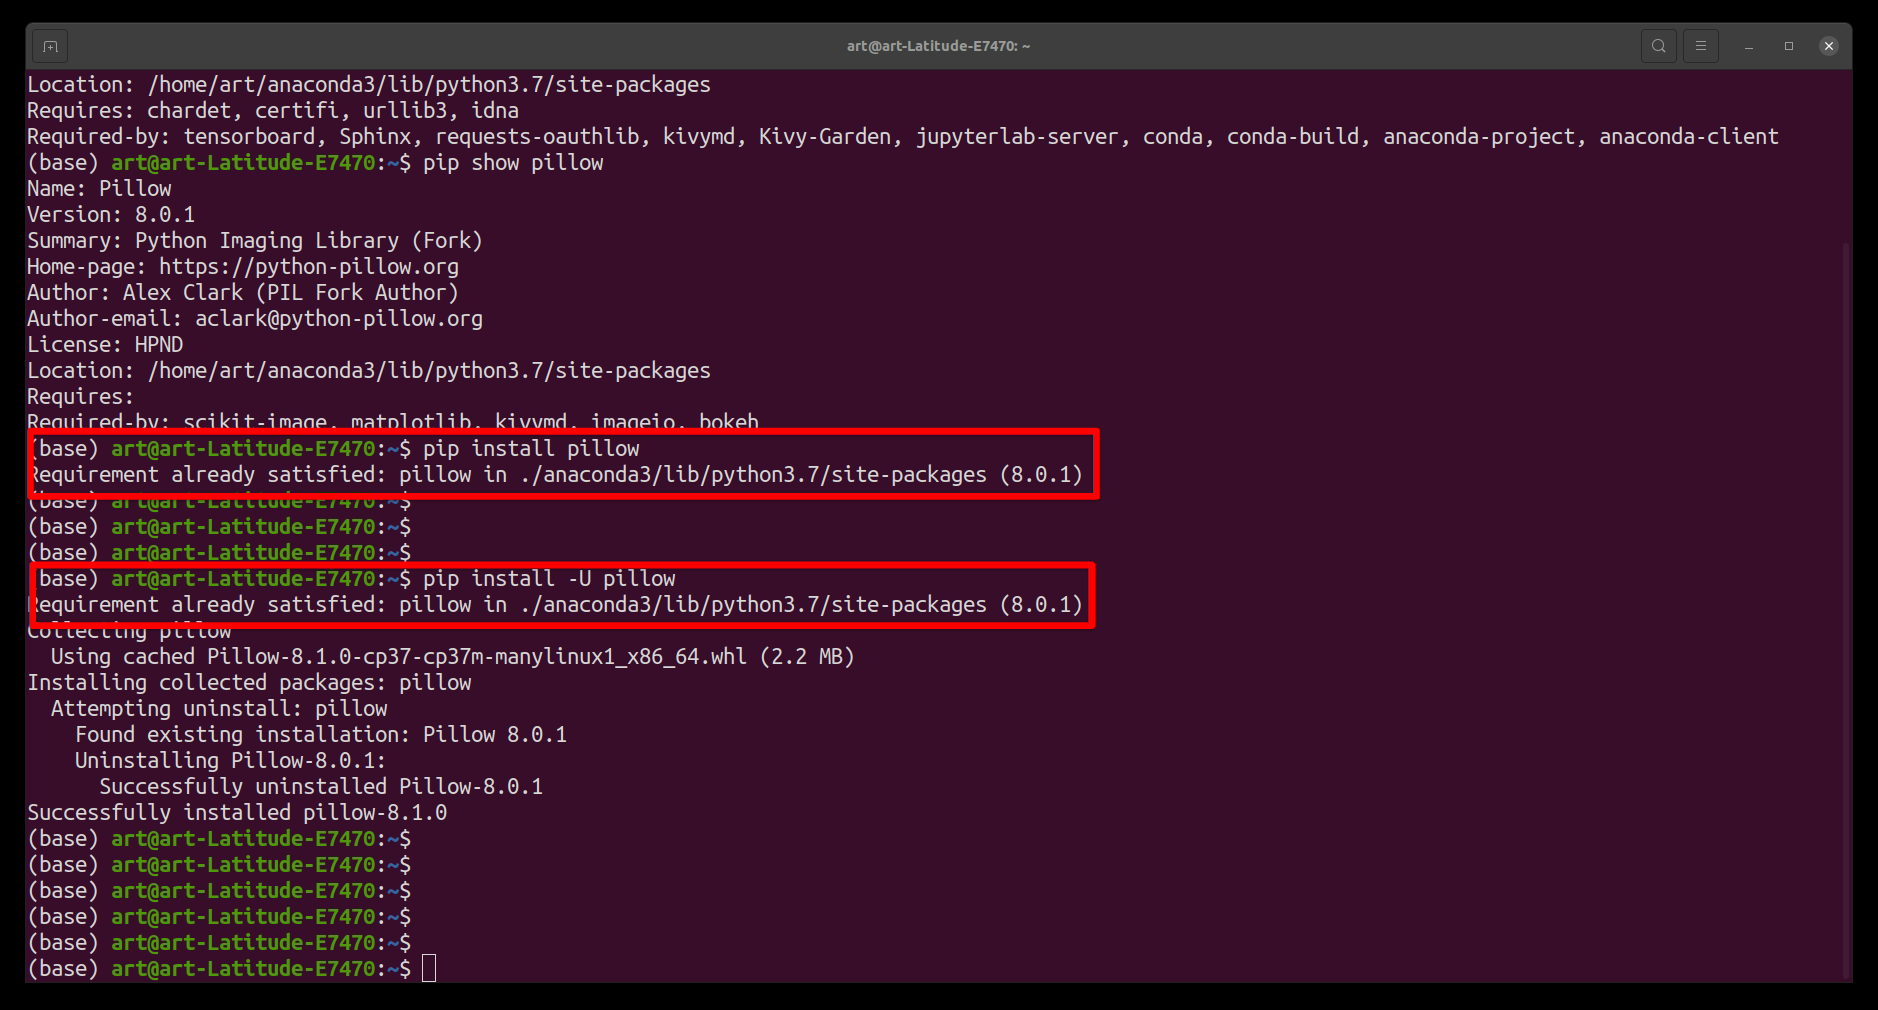 art@art-Latitude-E7470: ~
Location: /home/art/anaconda3/lib/python3.7/site-packages
Requires: chardet, certifi, urllib3, idna
Required-by: tensorboard, Sphinx, requests-oauthlib, kivymd, Kivy-Garden, jupyterlab-server, conda, conda-build, anaconda-project, anaconda-client
(base) art@art-Latitude-E7470:~$ pip show pillow
Name: Pillow
Version: 8.0.1
Summary: Python Imaging Library (Fork)
Home-page: https://python-pillow.org
Author: Alex Clark (PIL Fork Author)
Author-email: aclark@python-pillow.org
License: HPND
Location: /home/art/anaconda3/lib/python3.7/site-packages
Requires:
Required-by: scikit-image, matplotlib, kivymd, imageio, bokeh
(base) art@art-Latitude-E7470:~$ pip install pillow
Requirement already satisfied: pillow in ./anaconda3/lib/python3.7/site-packages (8.0.1)
(base) art@art-Latitude-E7470:~$
(base) art@art-Latitude-E7470:~$
(base) art@art-Latitude-E7470:~$
(base) art@art-Latitude-E7470:~$ pip install -U pillow
Requirement already satisfied: pillow in ./anaconda3/lib/python3.7/site-packages (8.0.1)
Collecting pillow
  Using cached Pillow-8.1.0-cp37-cp37m-manylinux1_x86_64.whl (2.2 MB)
Installing collected packages: pillow
  Attempting uninstall: pillow
    Found existing installation: Pillow 8.0.1
    Uninstalling Pillow-8.0.1:
      Successfully uninstalled Pillow-8.0.1
Successfully installed pillow-8.1.0
(base) art@art-Latitude-E7470:~$
(base) art@art-Latitude-E7470:~$
(base) art@art-Latitude-E7470:~$
(base) art@art-Latitude-E7470:~$
(base) art@art-Latitude-E7470:~$
(base) art@art-Latitude-E7470:~$